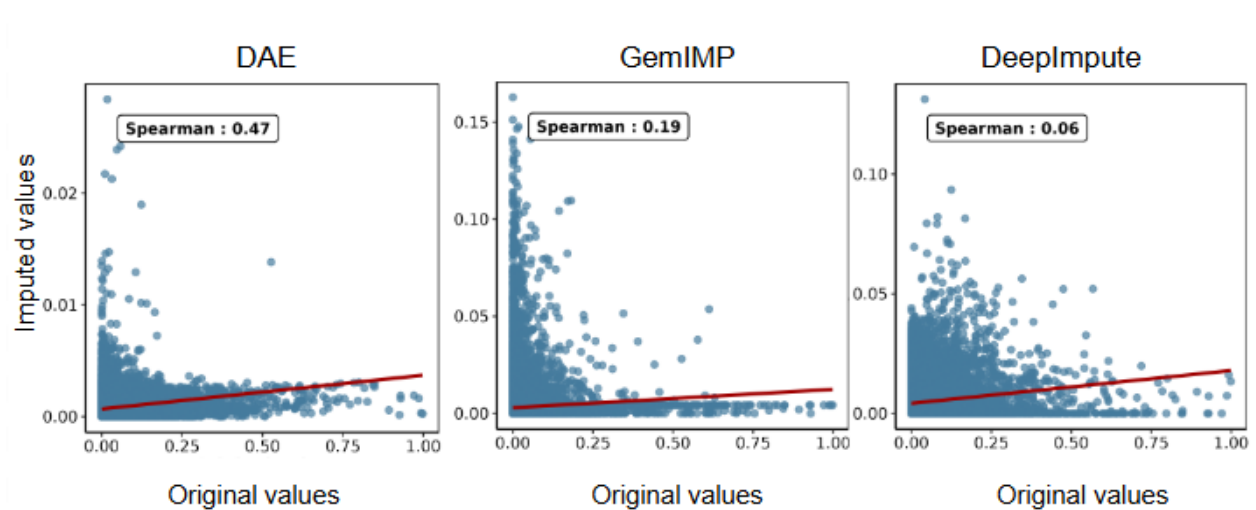 DAE
GemIMP
DeepImpute
Spearman : 0.47
Spearman : 0.19
Spearman : 0.06
Imputed values
0.02
0.01
0.00
0.00 0.25 0.50 0.75 1.00
0.15
0.10
0.05
0.00
0.00 0.25 0.50 0.75 1.00
0.10
0.05
0.00
0.00 0.25 0.50 0.75 1.00
Original values
Original values
Original values